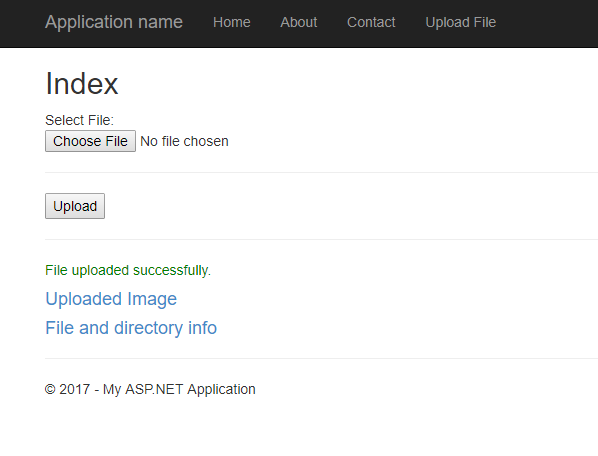 Application name Home About Contact Upload File
Index
Select File:
Choose File No file chosen
Upload
File uploaded successfully.
Uploaded Image
File and directory info
© 2017 - My ASP.NET Application